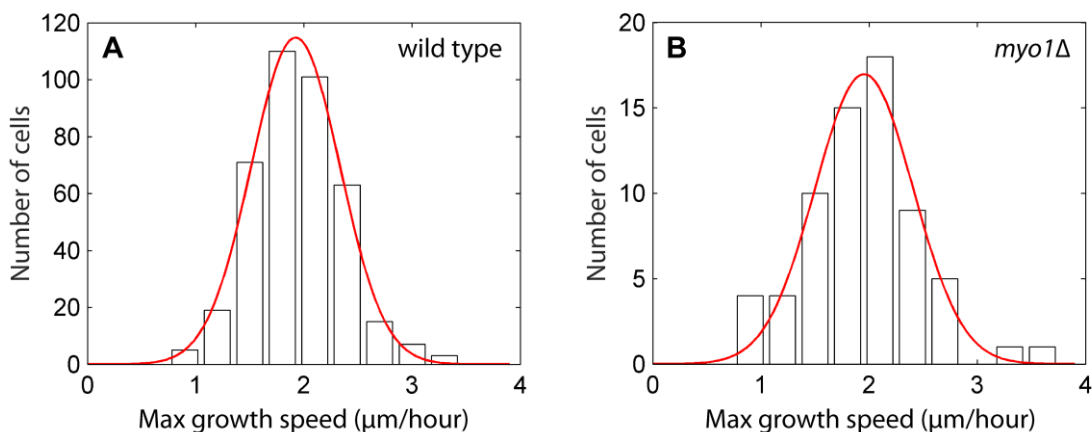 A
wild type
Number of cells
120
100
80
60
40
20
0
0 1 2 3 4
Max growth speed (µm/hour)
B
myo1Δ
Number of cells
20
15
10
5
0
0 1 2 3 4
Max growth speed (µm/hour)